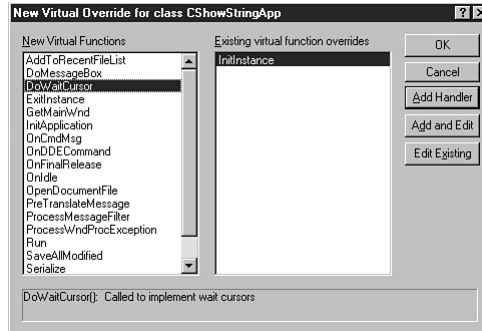 New Virtual Override for class CShowStringApp
New Virtual Functions
AddToRecentFileList
DoMessageBox
DoWaitCursor
ExitInstance
GetMainWnd
InitApplication
OnCmdMsg
OnDDECommand
OnFinalRelease
OnIdle
OpenDocumentFile
PreTranslateMessage
ProcessMessageFilter
ProcessWndProcException
Run
SaveAllModified
Serialize
Existing virtual function overrides
InitInstance
OK
Cancel
Add Handler
Add and Edit
Edit Existing
DoWaitCursor(): Called to implement wait cursors